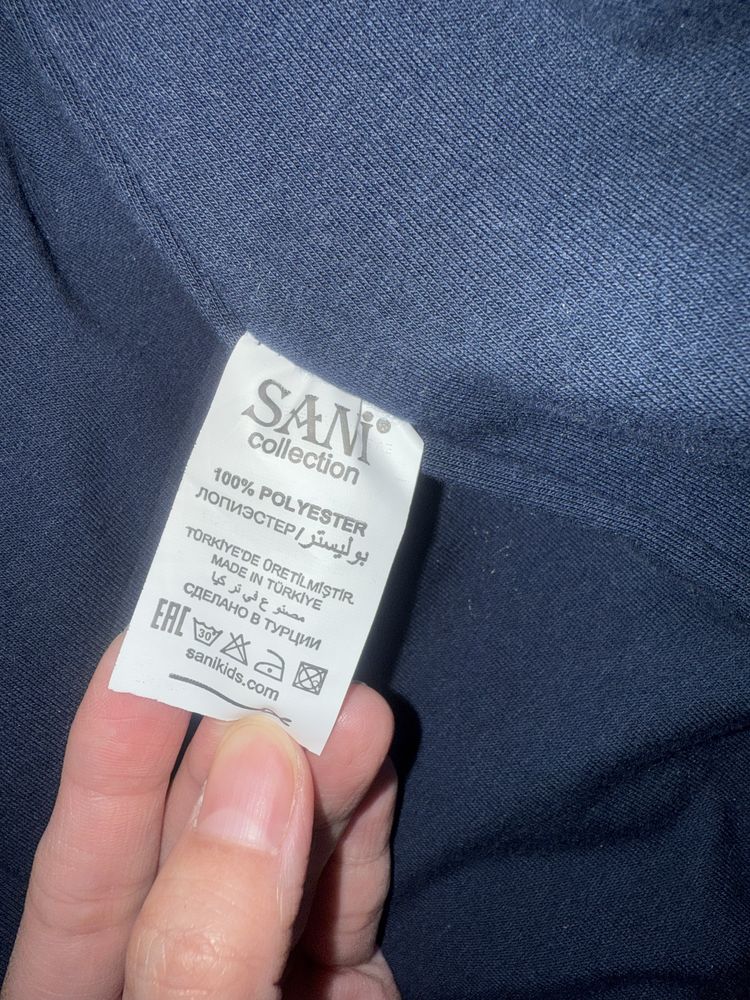 SANi®
collection
100% POLYESTER
ЛОПИЭСТЕР/بوليستر
TÜRKİYE'DE ÜRETİLMİŞTİR.
MADE IN TÜRKİYE
مصنوع في تركيا
СДЕЛАНО В ТУРЦИИ
EAC 30
sanikids.com